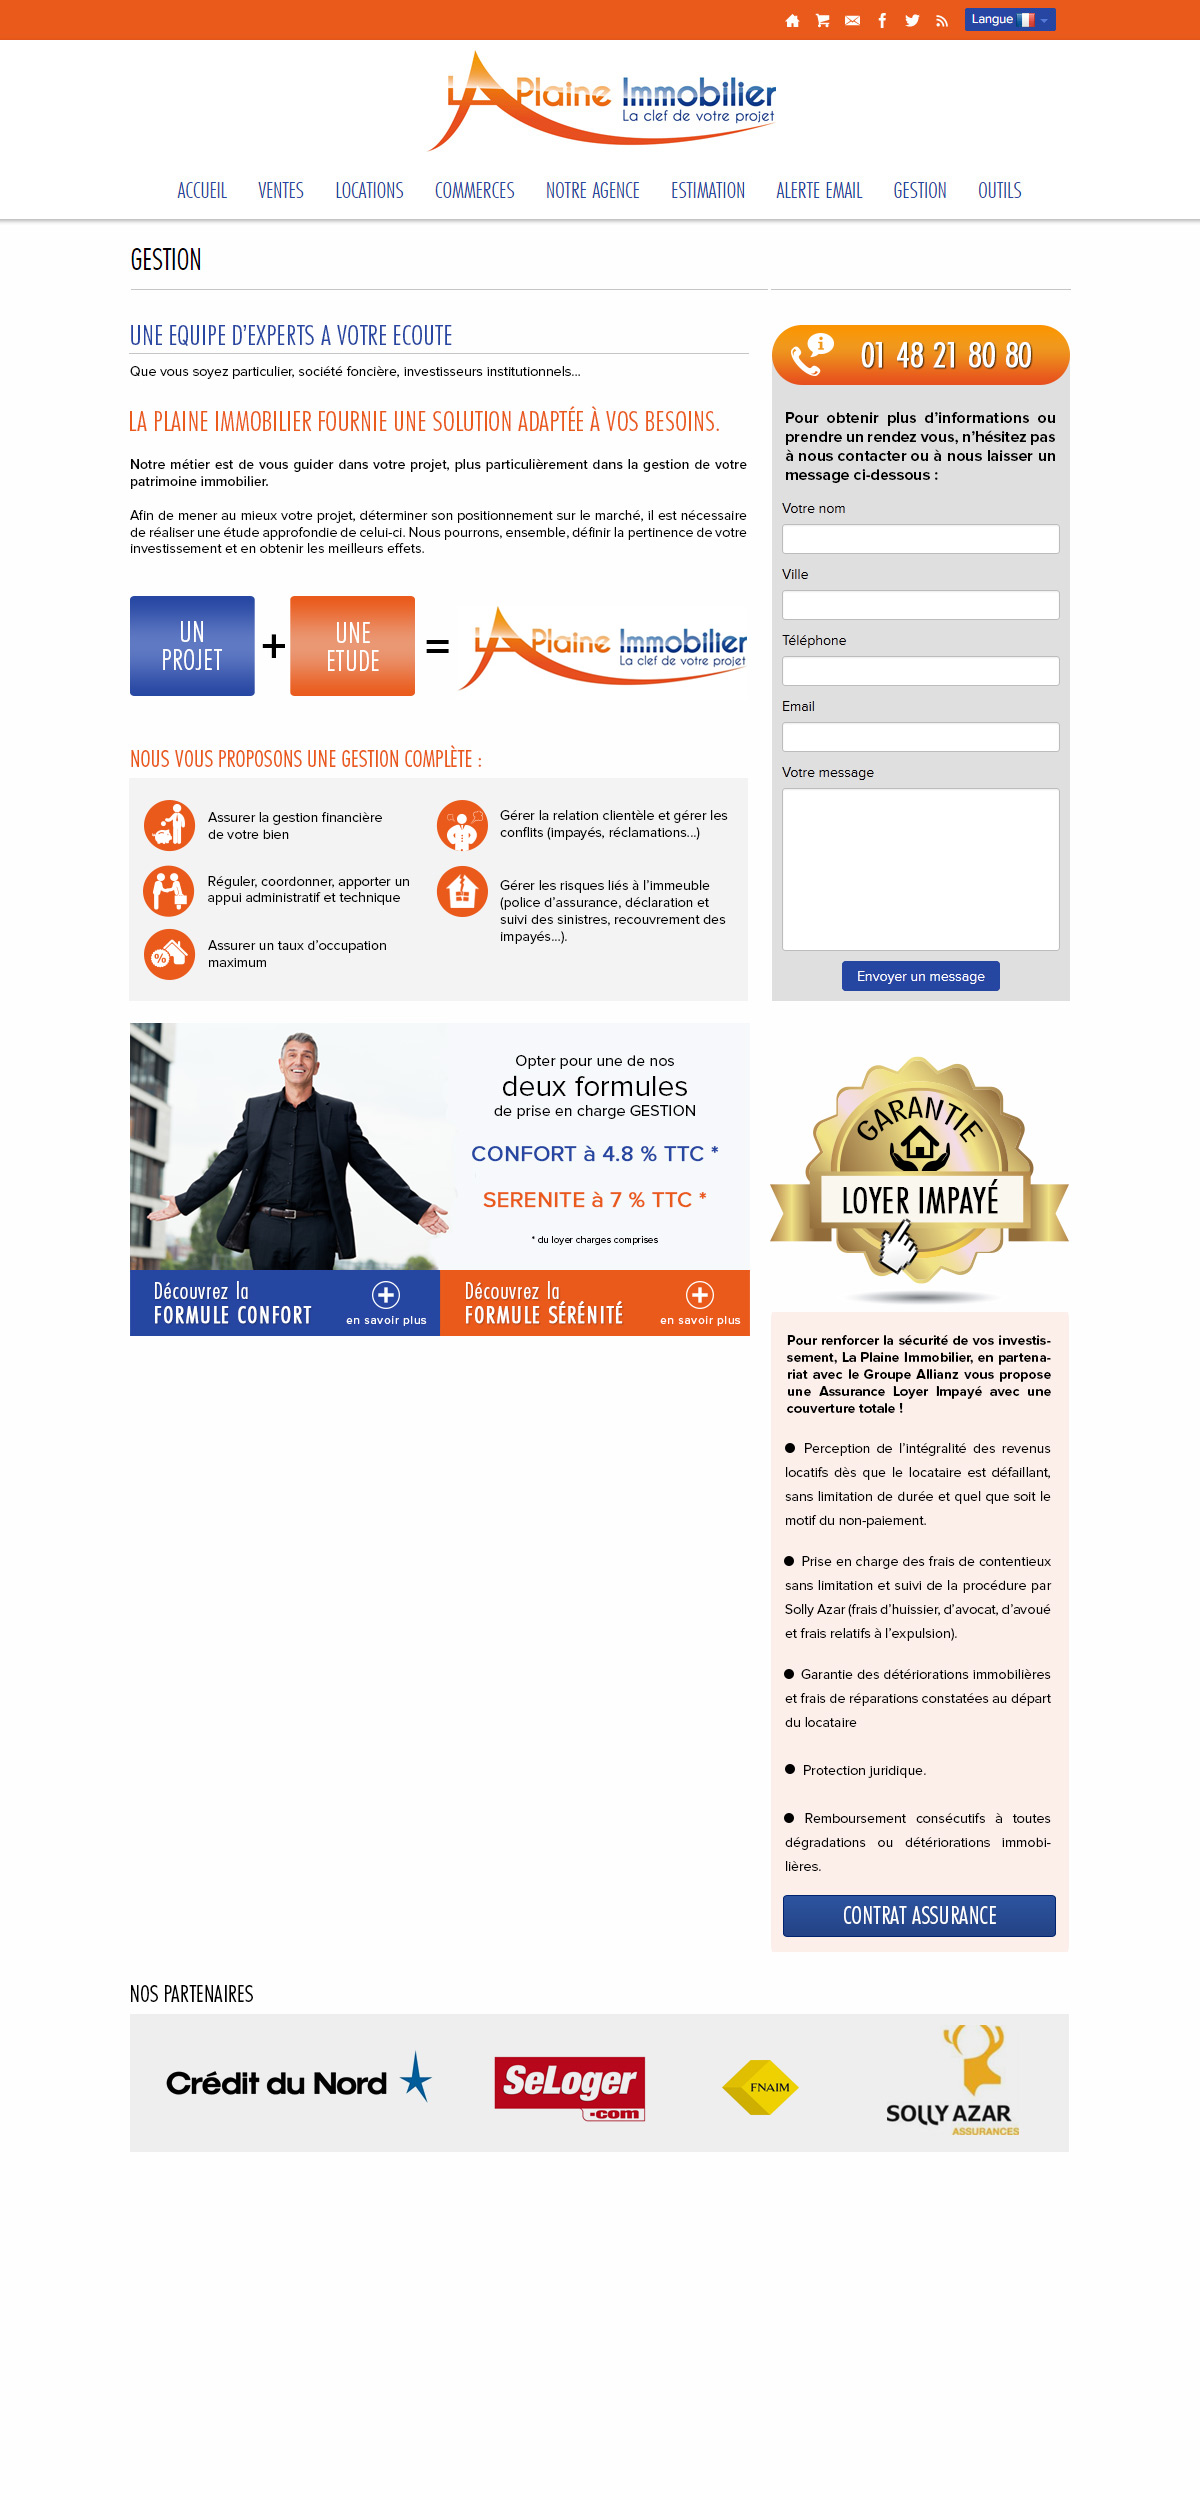 Langue
LA Plaine Immobilier
La clef de votre projet
ACCUEIL VENTES LOCATIONS COMMERCES NOTRE AGENCE ESTIMATION ALERTE EMAIL GESTION OUTILS
GESTION
UNE EQUIPE D'EXPERTS A VOTRE ECOUTE
Que vous soyez particulier, société foncière, investisseurs institutionnels...
LA PLAINE IMMOBILIER FOURNIE UNE SOLUTION ADAPTÉE À VOS BESOINS.
Notre métier est de vous guider dans votre projet, plus particulièrement dans la gestion de votre
patrimoine immobilier.
Afin de mener au mieux votre projet, déterminer son positionnement sur le marché, il est nécessaire
de réaliser une étude approfondie de celui-ci. Nous pourrons, ensemble, définir la pertinence de votre
investissement et en obtenir les meilleurs effets.
UN
PROJET
+
UNE
ETUDE
=
LA Plaine Immobilier
La clef de votre projet
NOUS VOUS PROPOSONS UNE GESTION COMPLÈTE :
Assurer la gestion financière
de votre bien
Réguler, coordonner, apporter un
appui administratif et technique
%
Assurer un taux d'occupation
maximum
Gérer la relation clientèle et gérer les
conflits (impayés, réclamations...)
Gérer les risques liés à l'immeuble
(police d'assurance, déclaration et
suivi des sinistres, recouvrement des
impayés...).
Opter pour une de nos
deux formules
de prise en charge GESTION
CONFORT à 4.8 % TTC *
SERENITE à 7 % TTC *
* du loyer charges comprises
Découvrez la
FORMULE CONFORT
en savoir plus
Découvrez la
FORMULE SÉRÉNITÉ
en savoir plus
01 48 21 80 80
Pour obtenir plus d'informations ou
prendre un rendez vous, n'hésitez pas
à nous contacter ou à nous laisser un
message ci-dessous :
Votre nom
Ville
Téléphone
Email
Votre message
Envoyer un message
GARANTIE
LOYER IMPAYÉ
Pour renforcer la sécurité de vos investis-
sement, La Plaine Immobilier, en partena-
riat avec le Groupe Allianz vous propose
une Assurance Loyer Impayé avec une
couverture totale !
● Perception de l'intégralité des revenus
locatifs dès que le locataire est défaillant,
sans limitation de durée et quel que soit le
motif du non-paiement.
● Prise en charge des frais de contentieux
sans limitation et suivi de la procédure par
Solly Azar (frais d'huissier, d'avocat, d'avoué
et frais relatifs à l'expulsion).
● Garantie des détériorations immobilières
et frais de réparations constatées au départ
du locataire
● Protection juridique.
● Remboursement consécutifs à toutes
dégradations ou détériorations immobi-
lières.
CONTRAT ASSURANCE
NOS PARTENAIRES
Crédit du Nord
SeLoger
.com
FNAIM
SOLLY AZAR
ASSURANCES